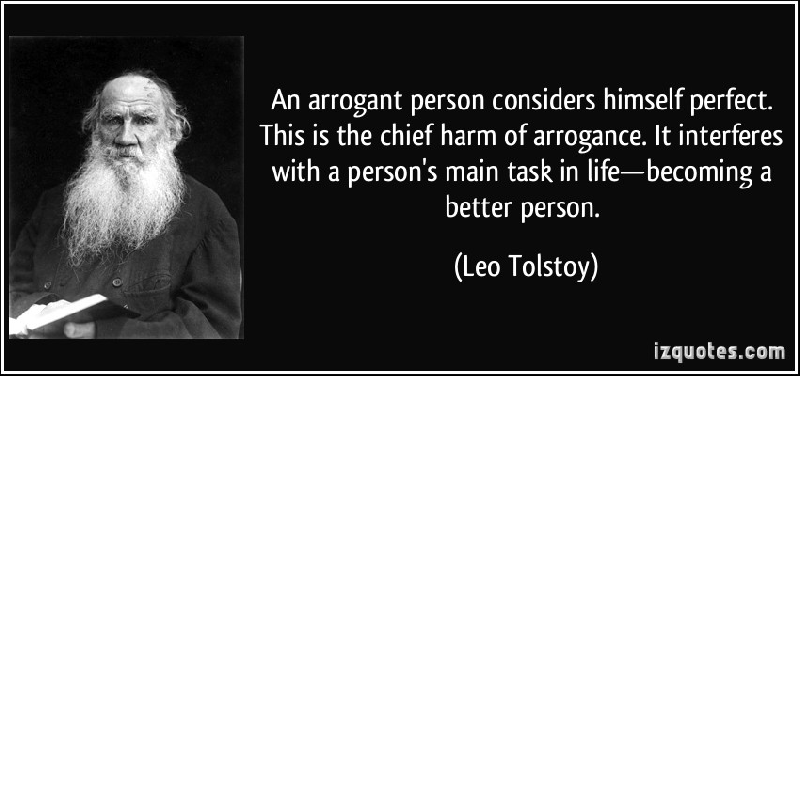 An arrogant person considers himself perfect.
This is the chief harm of arrogance. It interferes
with a person's main task in life—becoming a
better person.
(Leo Tolstoy)
izquotes.com